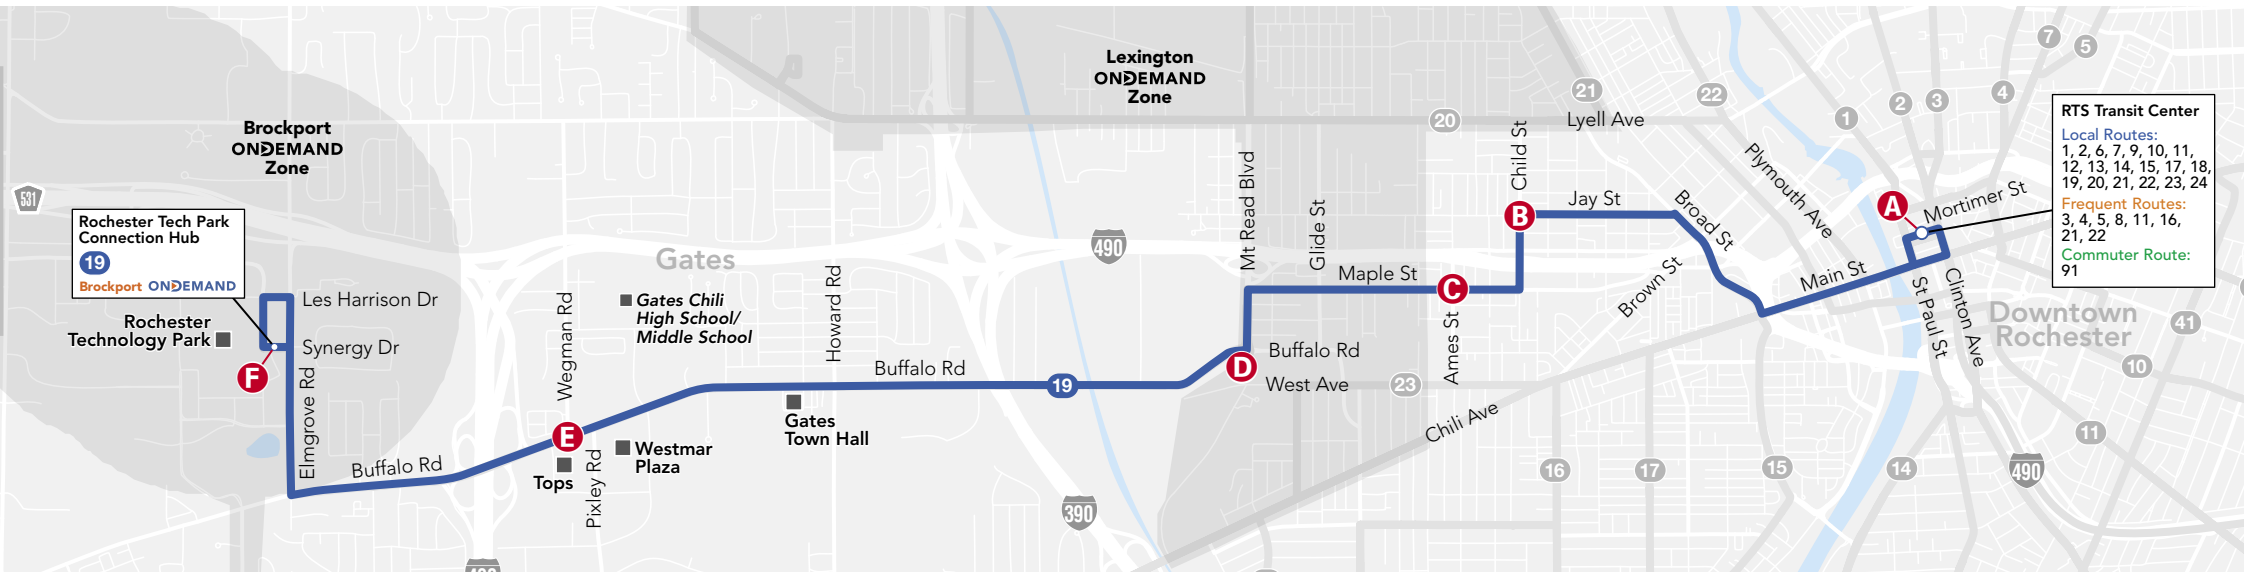 Lexington
ONDEMAND
Zone
Brockport
ONDEMAND
Zone
531
Rochester Tech Park
Connection Hub
19
Brockport ONDEMAND
Rochester
Technology Park
Les Harrison Dr
Synergy Dr
F
Elmgrove Rd
Buffalo Rd
Wegman Rd
E
Tops
Pixley Rd
Westmar
Plaza
Gates
Gates Chili
High School/
Middle School
Howard Rd
Gates
Town Hall
Buffalo Rd
19
490
390
Mt Read Blvd
Glide St
Maple St
D
Buffalo Rd
West Ave
23
C
Ames St
Chili Ave
B
Child St
20
21
22
Lyell Ave
Jay St
Broad St
Plymouth Ave
Brown St
Main St
16
17
15
14
A
Mortimer St
St Paul St
Clinton Ave
1
2
3
4
7
5
Downtown
Rochester
41
10
11
490
RTS Transit Center
Local Routes:
1, 2, 6, 7, 9, 10, 11,
12, 13, 14, 15, 17, 18,
19, 20, 21, 22, 23, 24
Frequent Routes:
3, 4, 5, 8, 11, 16,
21, 22
Commuter Route:
91